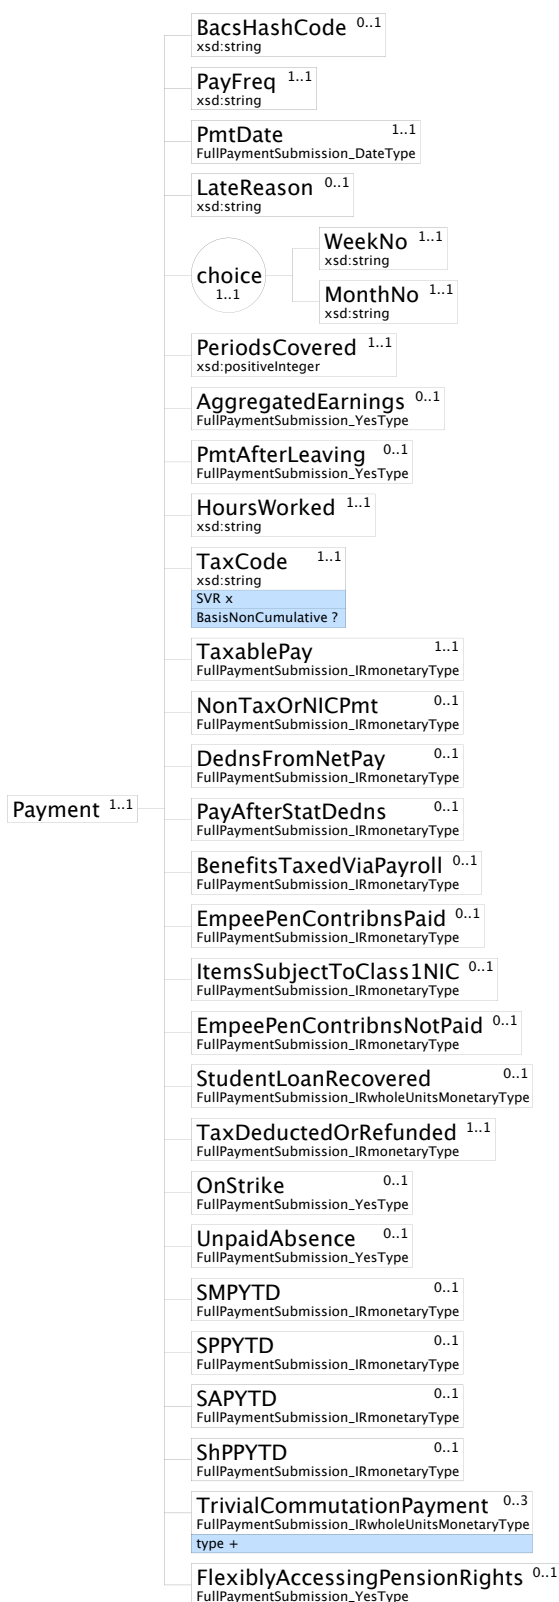 BacsHashCode 0..1
xsd:string
PayFreq 1..1
xsd:string
PmtDate 1..1
FullPaymentSubmission_DateType
LateReason 0..1
xsd:string
choice
1..1
WeekNo 1..1
xsd:string
MonthNo 1..1
xsd:string
PeriodsCovered 1..1
xsd:positiveInteger
AggregatedEarnings 0..1
FullPaymentSubmission_YesType
PmtAfterLeaving 0..1
FullPaymentSubmission_YesType
HoursWorked 1..1
xsd:string
TaxCode 1..1
xsd:string
SVR x
BasisNonCumulative ?
TaxablePay 1..1
FullPaymentSubmission_IRmonetaryType
NonTaxOrNICPmt 0..1
FullPaymentSubmission_IRmonetaryType
DednsFromNetPay 0..1
FullPaymentSubmission_IRmonetaryType
Payment 1..1
PayAfterStatDedns 0..1
FullPaymentSubmission_IRmonetaryType
BenefitsTaxedViaPayroll 0..1
FullPaymentSubmission_IRmonetaryType
EmpeePenContribnsPaid 0..1
FullPaymentSubmission_IRmonetaryType
ItemsSubjectToClass1NIC 0..1
FullPaymentSubmission_IRmonetaryType
EmpeePenContribnsNotPaid 0..1
FullPaymentSubmission_IRmonetaryType
StudentLoanRecovered 0..1
FullPaymentSubmission_IRwholeUnitsMonetaryType
TaxDeductedOrRefunded 1..1
FullPaymentSubmission_IRmonetaryType
OnStrike 0..1
FullPaymentSubmission_YesType
UnpaidAbsence 0..1
FullPaymentSubmission_YesType
SMPYTD 0..1
FullPaymentSubmission_IRmonetaryType
SPPYTD 0..1
FullPaymentSubmission_IRmonetaryType
SAPYTD 0..1
FullPaymentSubmission_IRmonetaryType
ShPPYTD 0..1
FullPaymentSubmission_IRmonetaryType
TrivialCommutationPayment 0..3
FullPaymentSubmission_IRwholeUnitsMonetaryType
type +
FlexiblyAccessingPensionRights 0..1
FullPaymentSubmission_YesType